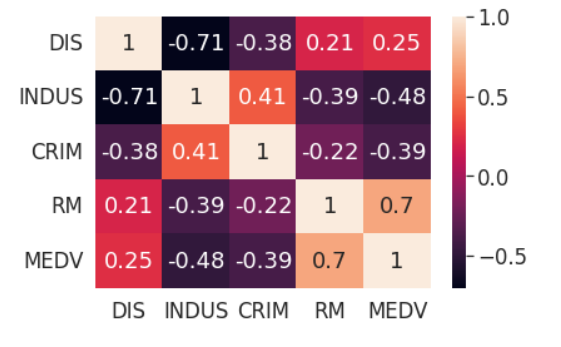 DIS 1 -0.71 -0.38 0.21 0.25
INDUS -0.71 1 0.41 -0.39 -0.48
CRIM -0.38 0.41 1 -0.22 -0.39
RM 0.21 -0.39 -0.22 1 0.7
MEDV 0.25 -0.48 -0.39 0.7 1
DIS INDUS CRIM RM MEDV
1.0
0.5
0.0
−0.5